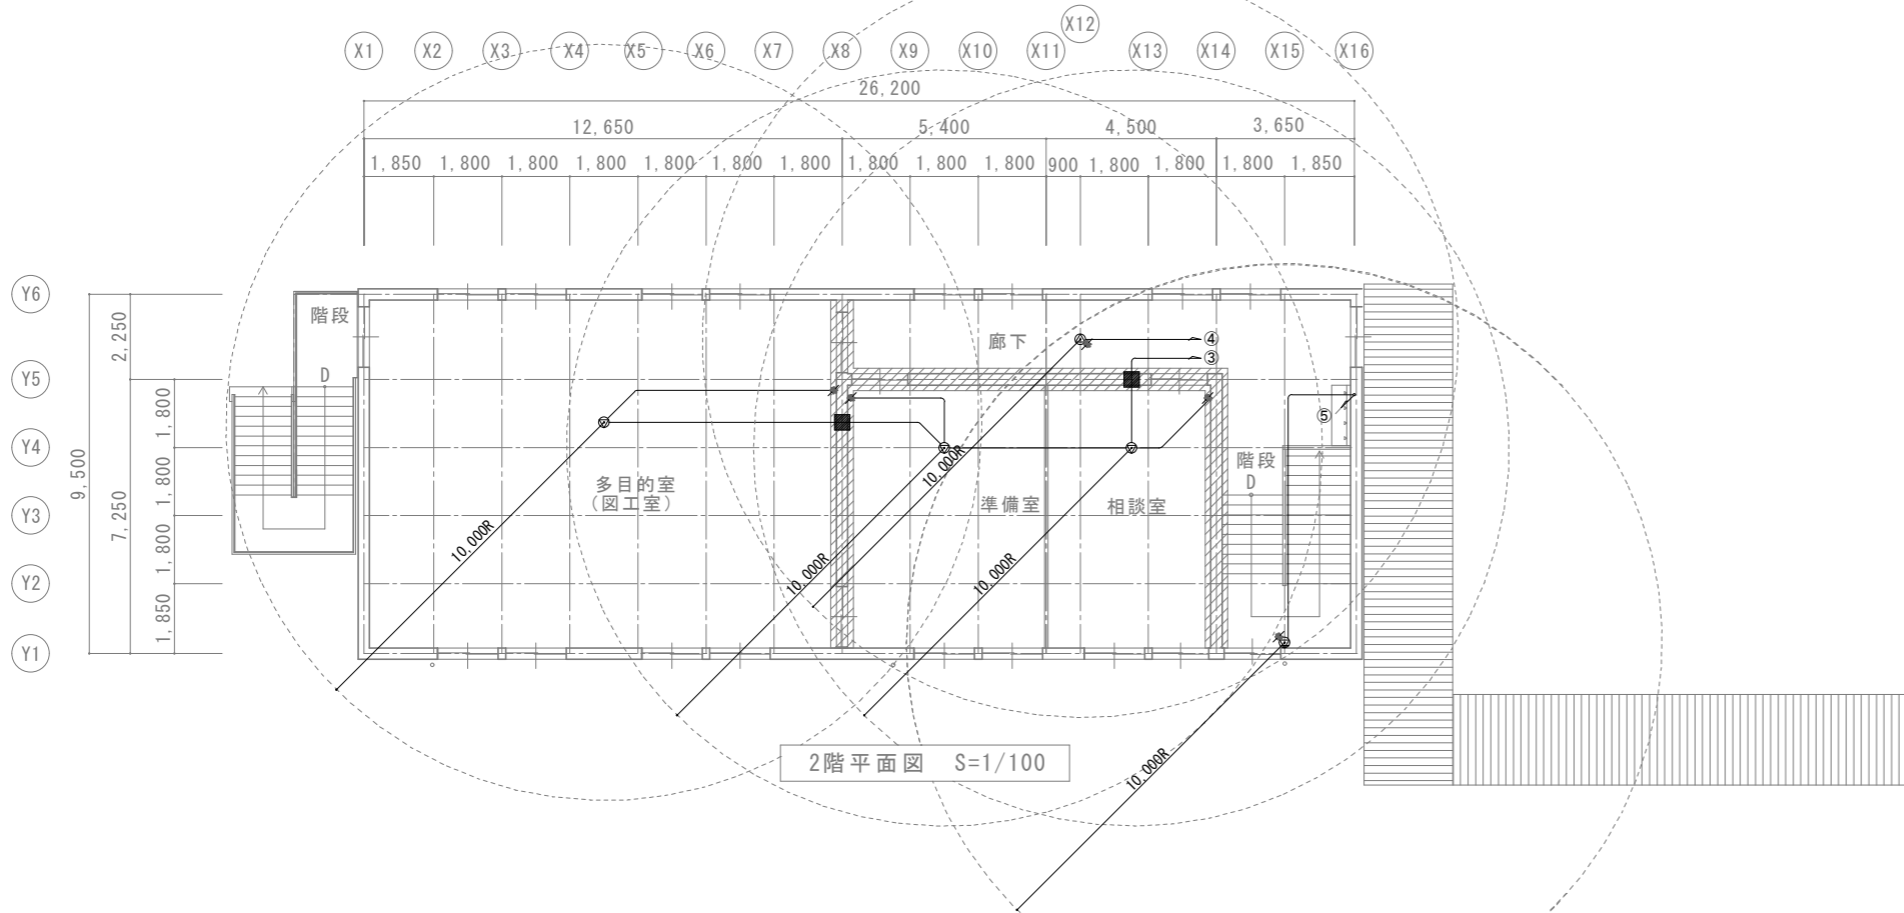 X12
X1 X2 X3 X4 X5 X6 X7 X8 X9 X10 X11 X13 X14 X15 X16
26,200
12,650 5,400 4,500 3,650
1,850 1,800 1,800 1,800 1,800 1,800 1,800 1,800 1,800 1,800 900 1,800 1,800 1,800 1,850
Y6
階段
2,250
廊下
④
③
Y5
D
1,800
⑤
Y4
9,500
階段
10,000R
D
多目的室
(図工室)
1,800
準備室
相談室
Y3
7,250
10,000R
1,800
10,000R
10,000R
Y2
1,850
Y1
2階平面図 S=1/100
10,000R